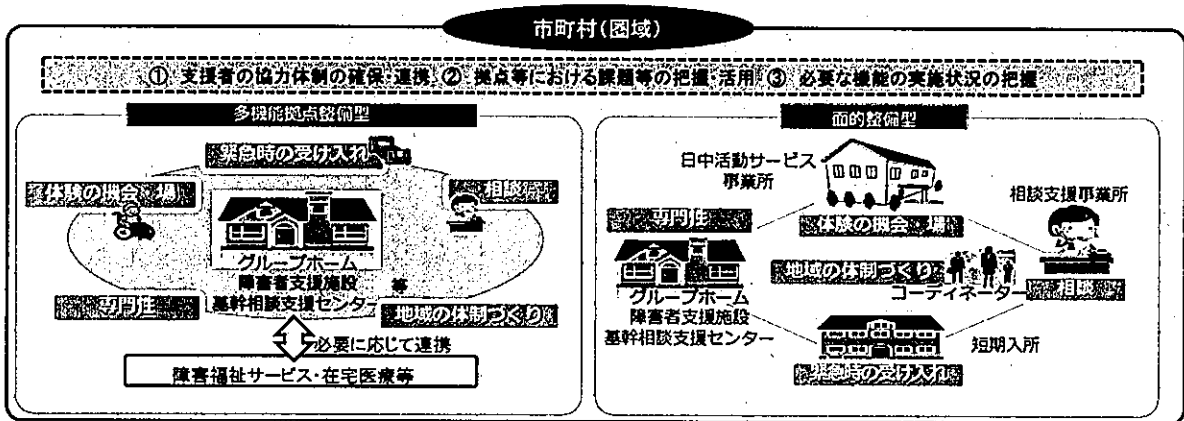 市町村(圏域)
① 支援者の協力体制の確保・連携 ② 拠点等における課題等の把握・活用 ③ 必要な機能の実施状況の把握
多機能拠点整備型
緊急時の受け入れ
体験の機会・場
相談
グループホーム
障害者支援施設 等
基幹相談支援センター
専門性
地域の体制づくり
必要に応じて連携
障害福祉サービス・在宅医療等
面的整備型
日中活動サービス
事業所
相談支援事業所
専門性
体験の機会・場
グループホーム
障害者支援施設
基幹相談支援センター
地域の体制づくり
コーディネーター
相談
短期入所
緊急時の受け入れ